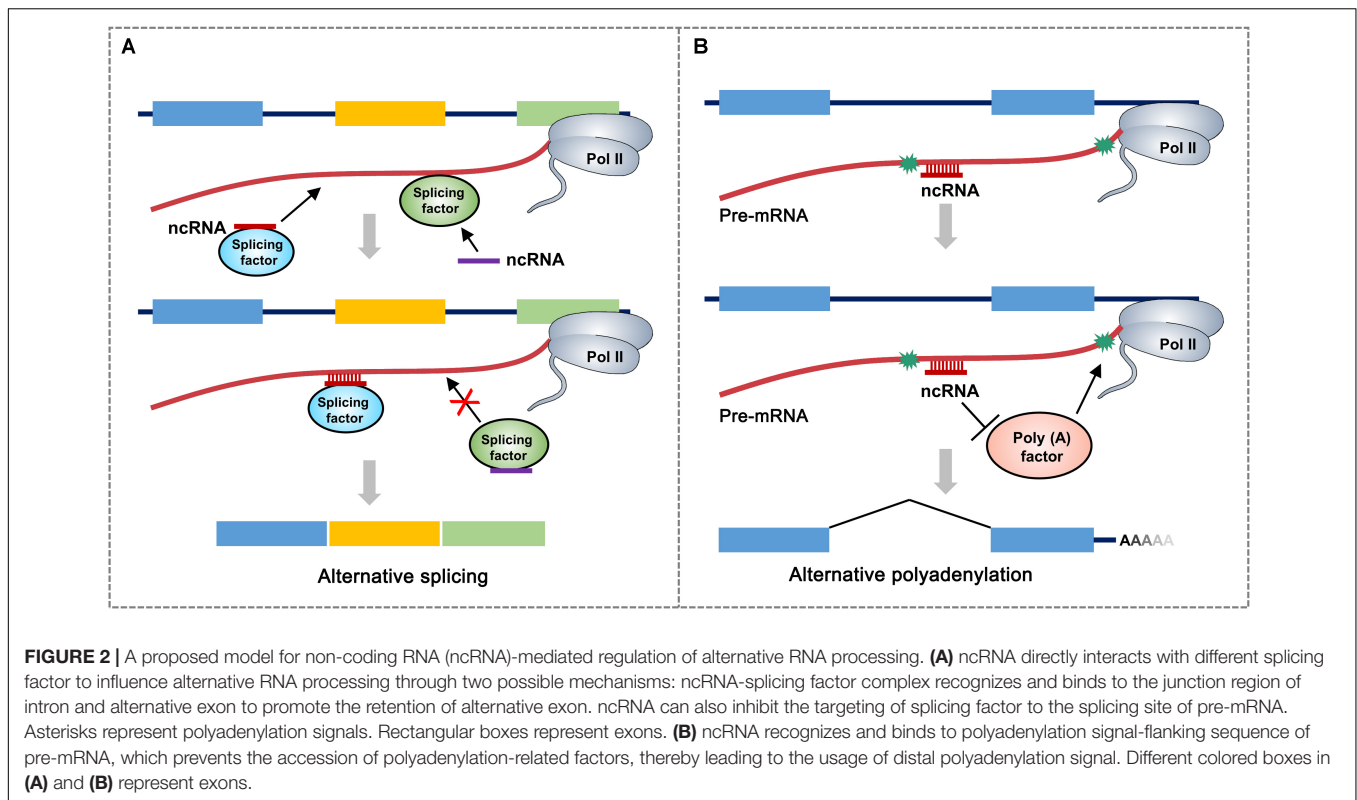 A
Pol II
Splicing
factor
ncRNA
Splicing
factor
ncRNA
Pol II
Splicing
factor
Splicing
factor
Alternative splicing
B
Pol II
ncRNA
Pre-mRNA
Pol II
ncRNA
Pre-mRNA
Poly (A)
factor
AAAAA
Alternative polyadenylation
FIGURE 2 | A proposed model for non-coding RNA (ncRNA)-mediated regulation of alternative RNA processing. (A) ncRNA directly interacts with different splicing
factor to influence alternative RNA processing through two possible mechanisms: ncRNA-splicing factor complex recognizes and binds to the junction region of
intron and alternative exon to promote the retention of alternative exon. ncRNA can also inhibit the targeting of splicing factor to the splicing site of pre-mRNA.
Asterisks represent polyadenylation signals. Rectangular boxes represent exons. (B) ncRNA recognizes and binds to polyadenylation signal-flanking sequence of
pre-mRNA, which prevents the accession of polyadenylation-related factors, thereby leading to the usage of distal polyadenylation signal. Different colored boxes in
(A) and (B) represent exons.